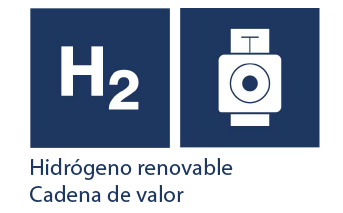 H2
Hidrógeno renovable
Cadena de valor